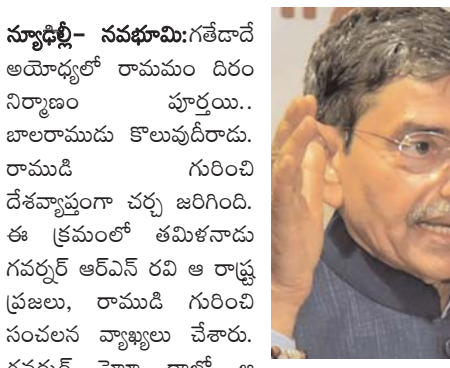 న్యూఢిల్లీ– నవభూమి:గతేడాదే
అయోధ్యలో రామమం దిరం
నిర్మాణం పూర్తయి..
బాలరాముడు కొలువుదీరాడు.
రాముడి గురించి
దేశవ్యాప్తంగా చర్చ జరిగింది.
ఈ క్రమంలో తమిళనాడు
గవర్నర్ ఆర్ఎన్ రవి ఆ రాష్ట్ర
ప్రజలు, రాముడి గురించి
సంచలన వ్యాఖ్యలు చేశారు.